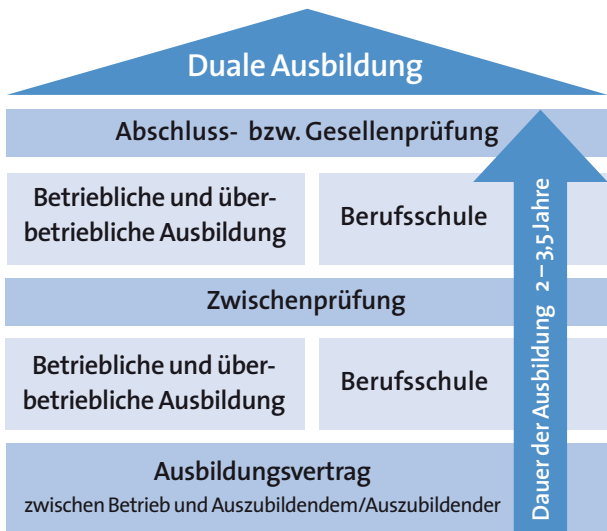 Duale Ausbildung
Abschluss- bzw. Gesellenprüfung
Betriebliche und über-
betriebliche Ausbildung
Berufsschule
Zwischenprüfung
Betriebliche und über-
betriebliche Ausbildung
Berufsschule
Ausbildungsvertrag
zwischen Betrieb und Auszubildendem/Auszubildender
Dauer der Ausbildung 2 – 3,5 Jahre